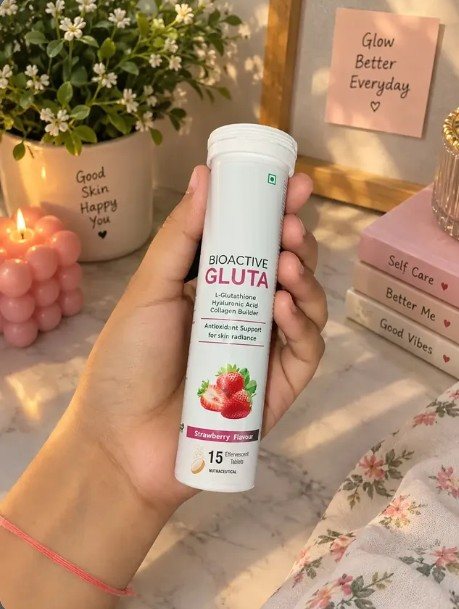 Glow
Better
Everyday
Good
Skin
Happy
You
BIOACTIVE
GLUTA
L-Glutathione
Hyaluronic Acid
Collagen Builder
Antioxidant Support
for skin radiance
Strawberry Flavour
15 Effervescent
Tablets
NUTRACEUTICAL
Self Care
Better Me
Good Vibes